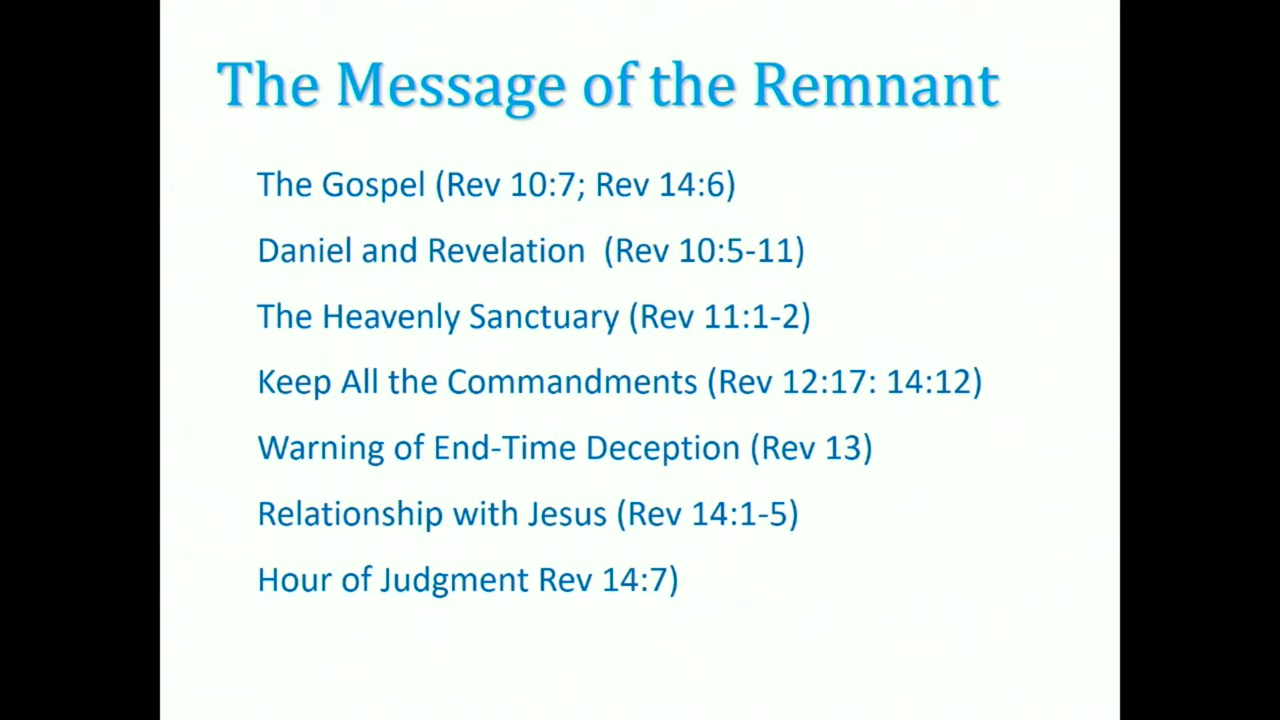 The Message of the Remnant
The Gospel (Rev 10:7; Rev 14:6)
Daniel and Revelation  (Rev 10:5-11)
The Heavenly Sanctuary (Rev 11:1-2)
Keep All the Commandments (Rev 12:17: 14:12)
Warning of End-Time Deception (Rev 13)
Relationship with Jesus (Rev 14:1-5)
Hour of Judgment Rev 14:7)